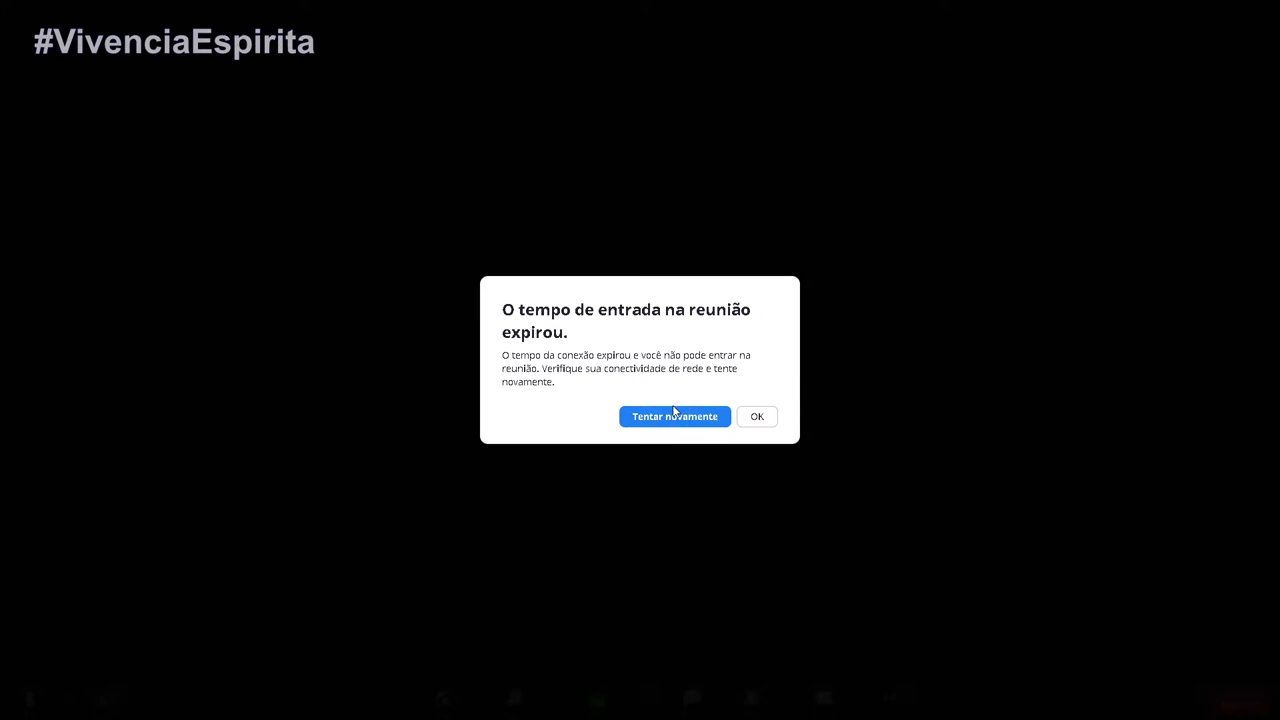 #VivenciaEspirita
O tempo de entrada na reunião
expirou.
O tempo da conexão expirou e você não pode entrar na
reunião. Verifique sua conectividade de rede e tente
novamente.
Tentar novamente
OK